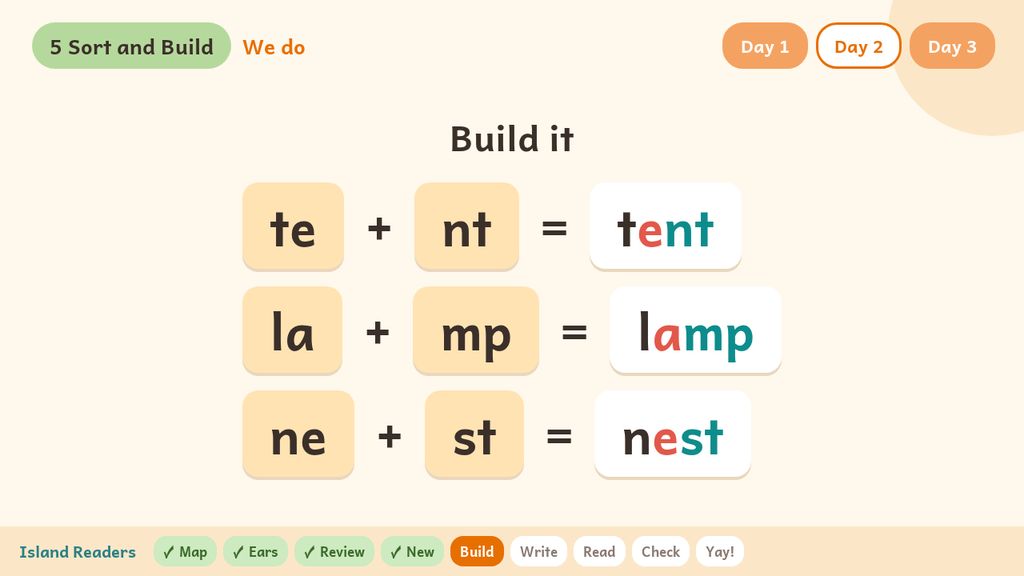 5 Sort and Build We do Day 1 Day 2 Day 3
Build it
te + nt = tent
la + mp = lamp
ne + st = nest
Island Readers ✓ Map ✓ Ears ✓ Review ✓ New Build Write Read Check Yay!